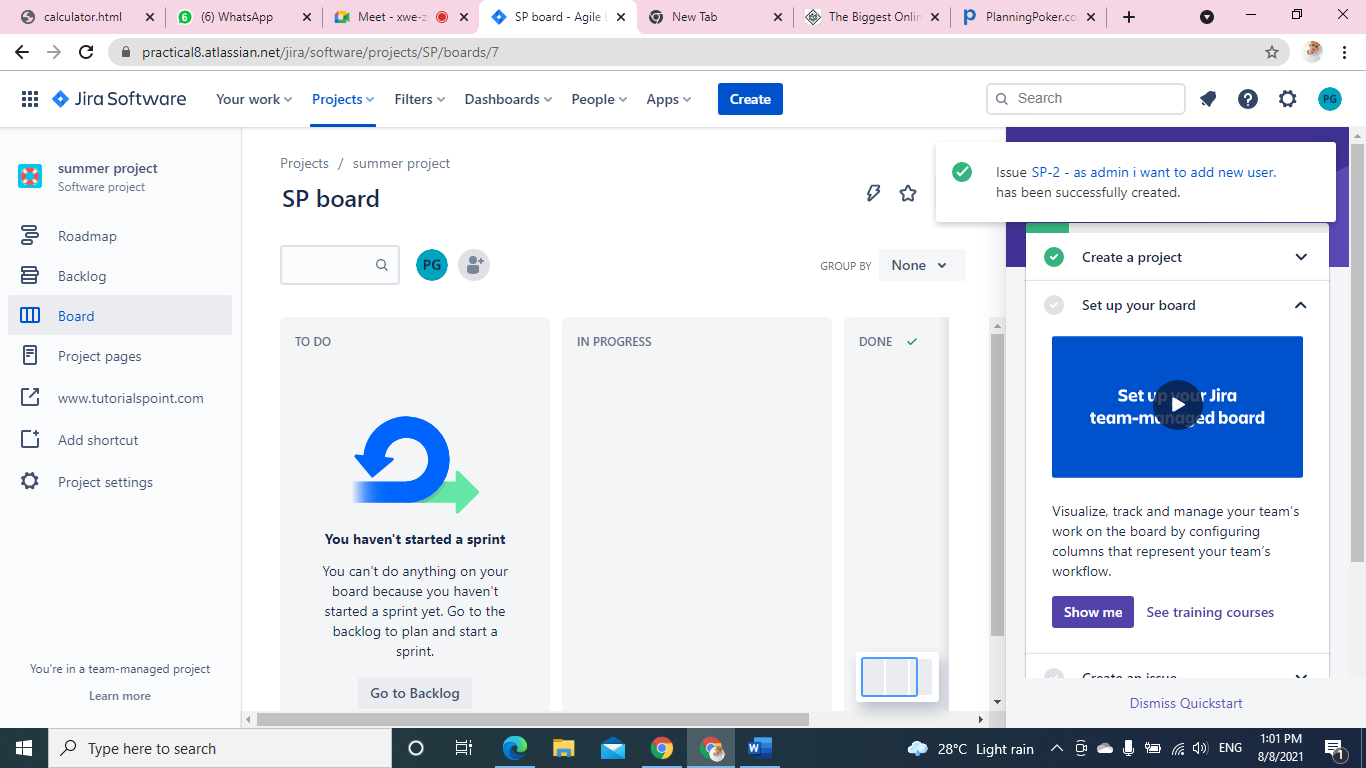 calculator.html
(6) WhatsApp
Meet - xwe-z
SP board - Agile b
New Tab
The Biggest Onlin
PlanningPoker.co
practical8.atlassian.net/jira/software/projects/SP/boards/7
Jira Software
Your work
Projects
Filters
Dashboards
People
Apps
Create
Search
PG
summer project
Software project
Roadmap
Backlog
Board
Project pages
www.tutorialspoint.com
Add shortcut
Project settings
You're in a team-managed project
Learn more
Projects / summer project
SP board
PG
GROUP BY
None
TO DO
IN PROGRESS
DONE
You haven't started a sprint
You can't do anything on your
board because you haven't
started a sprint yet. Go to the
backlog to plan and start a
sprint.
Go to Backlog
Issue SP-2 - as admin i want to add new user.
has been successfully created.
Create a project
Set up your board
Set up your Jira
team-managed board
Visualize, track and manage your team's
work on the board by configuring
columns that represent your team's
workflow.
Show me
See training courses
Create an issue
Dismiss Quickstart
Type here to search
28°C Light rain
ENG
1:01 PM
8/8/2021
1